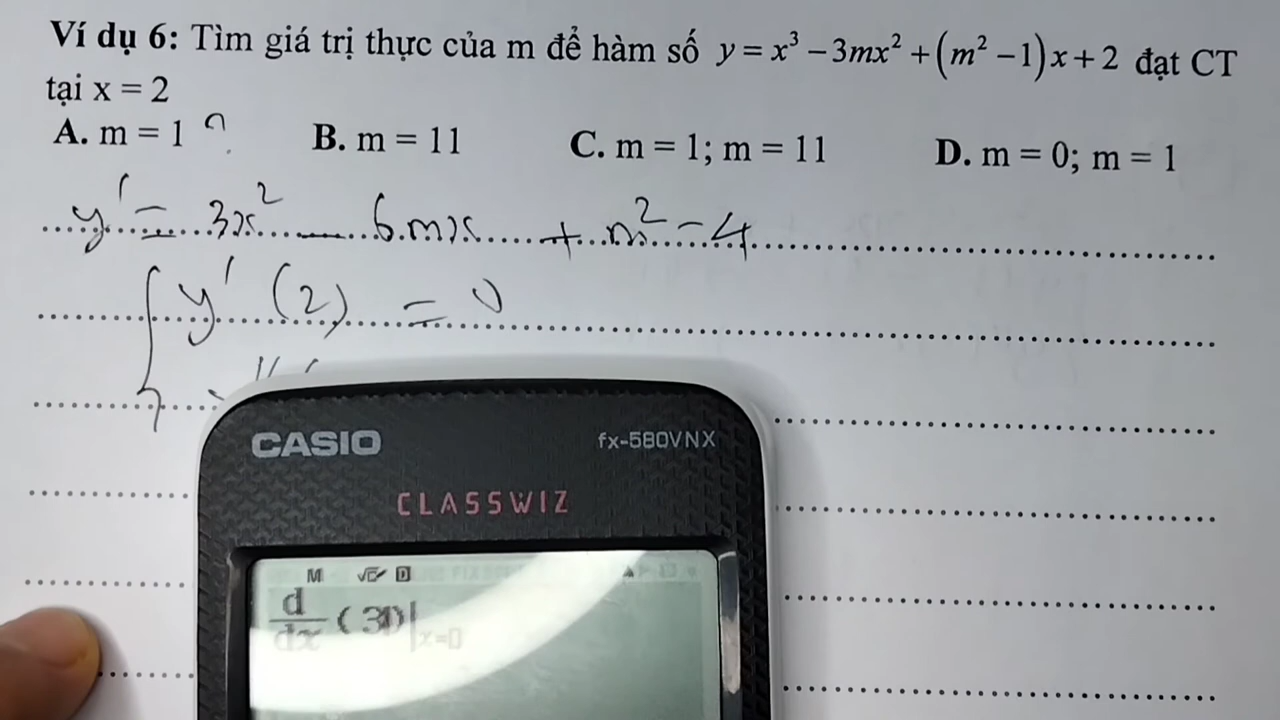 Ví dụ 6: Tìm giá trị thực của m để hàm số y = x³ − 3mx² + (m² − 1)x + 2 đạt CT
tại x = 2
A. m = 1 ? B. m = 11 C. m = 1; m = 11 D. m = 0; m = 1
y' = 3x² − 6mx + m² − 4
y'(2) = 0
CASIO fx-580VNX
CLASSWIZ
M √ D
d/dx (3)|x=0